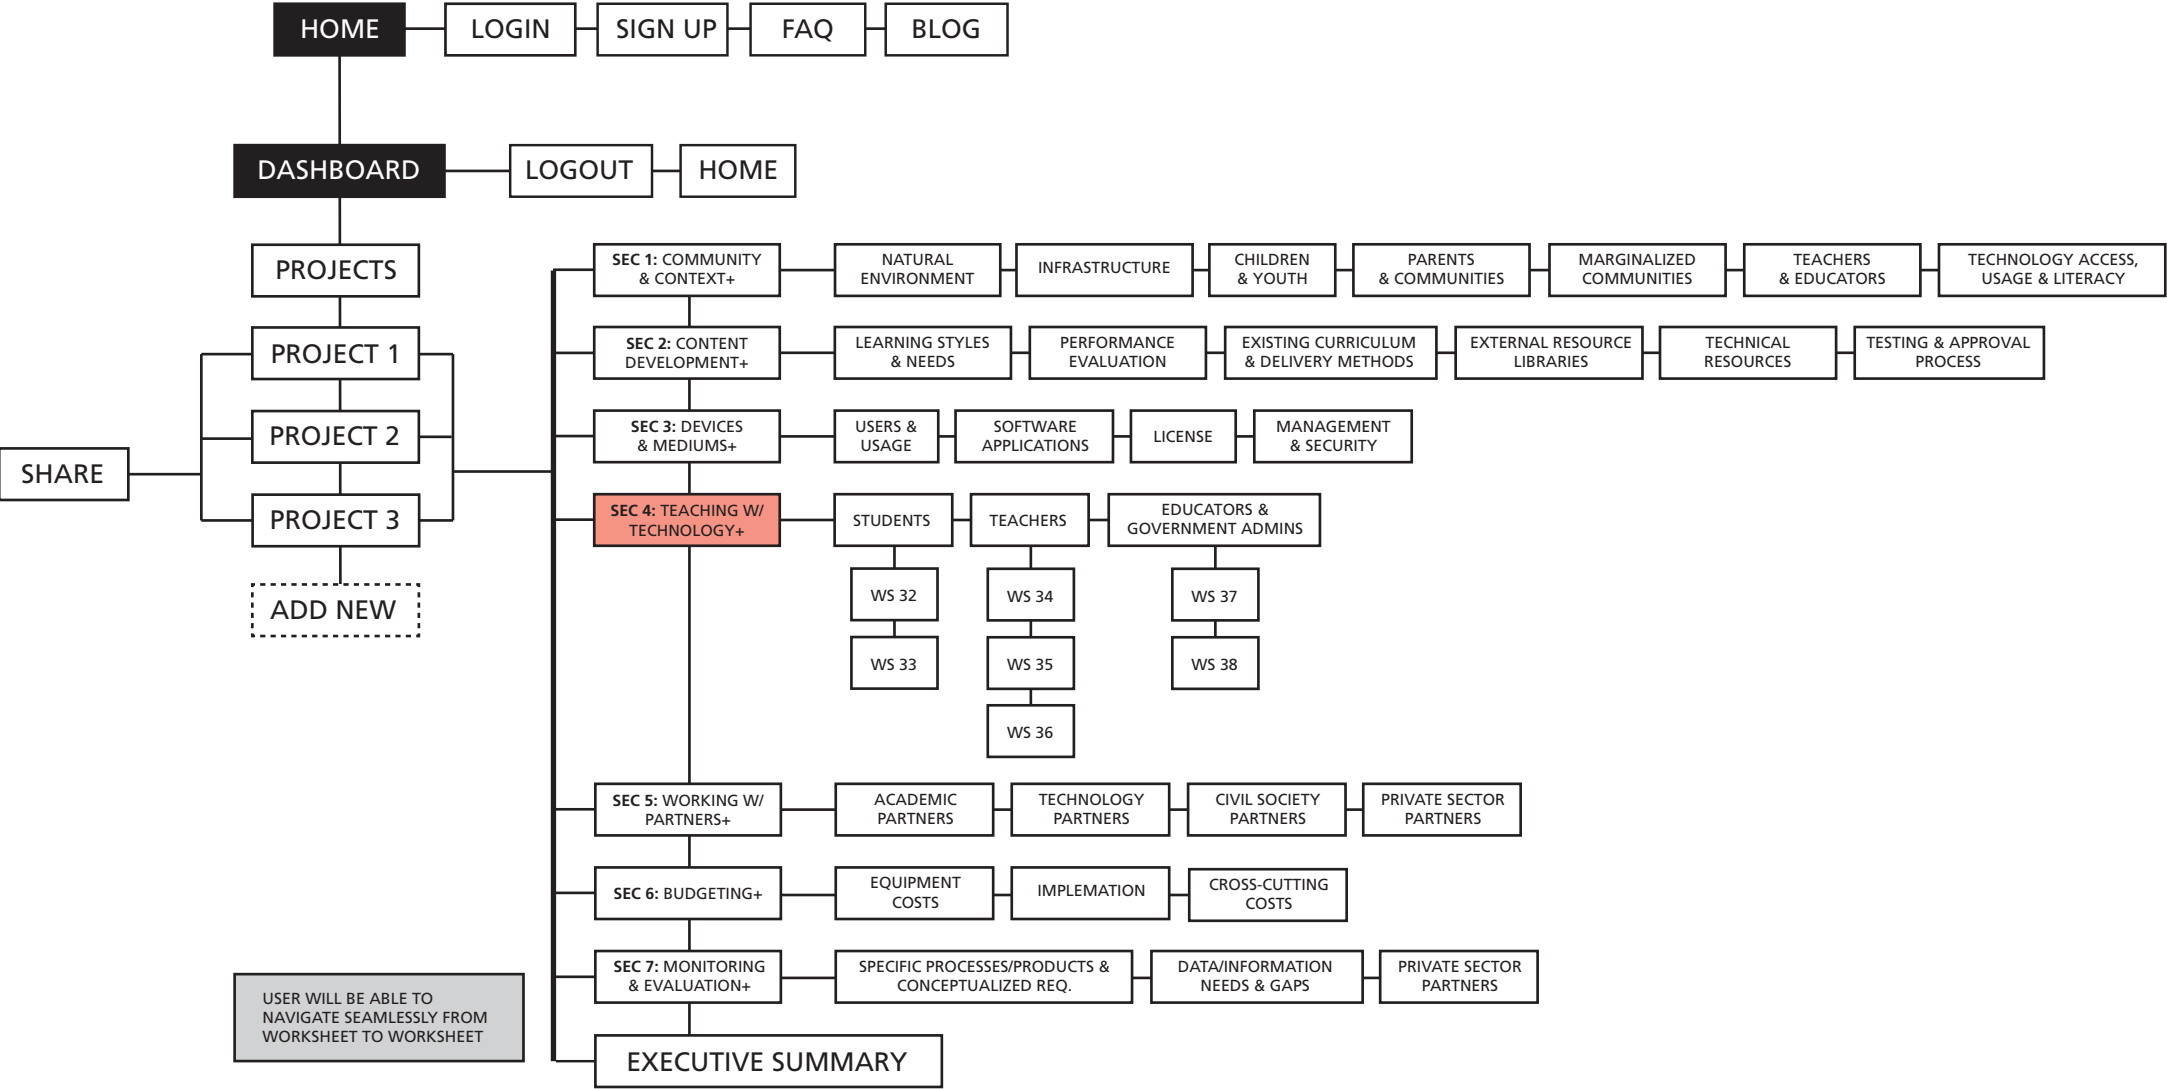 HOME
LOGIN
SIGN UP
FAQ
BLOG
DASHBOARD
LOGOUT
HOME
PROJECTS
PROJECT 1
PROJECT 2
PROJECT 3
ADD NEW
SHARE
SEC 1: COMMUNITY
& CONTEXT+
NATURAL
ENVIRONMENT
INFRASTRUCTURE
CHILDREN
& YOUTH
PARENTS
& COMMUNITIES
MARGINALIZED
COMMUNITIES
TEACHERS
& EDUCATORS
TECHNOLOGY ACCESS,
USAGE & LITERACY
SEC 2: CONTENT
DEVELOPMENT+
LEARNING STYLES
& NEEDS
PERFORMANCE
EVALUATION
EXISTING CURRICULUM
& DELIVERY METHODS
EXTERNAL RESOURCE
LIBRARIES
TECHNICAL
RESOURCES
TESTING & APPROVAL
PROCESS
SEC 3: DEVICES
& MEDIUMS+
USERS &
USAGE
SOFTWARE
APPLICATIONS
LICENSE
MANAGEMENT
& SECURITY
SEC 4: TEACHING W/
TECHNOLOGY+
STUDENTS
TEACHERS
EDUCATORS &
GOVERNMENT ADMINS
WS 32
WS 33
WS 34
WS 35
WS 36
WS 37
WS 38
SEC 5: WORKING W/
PARTNERS+
ACADEMIC
PARTNERS
TECHNOLOGY
PARTNERS
CIVIL SOCIETY
PARTNERS
PRIVATE SECTOR
PARTNERS
SEC 6: BUDGETING+
EQUIPMENT
COSTS
IMPLEMATION
CROSS-CUTTING
COSTS
SEC 7: MONITORING
& EVALUATION+
SPECIFIC PROCESSES/PRODUCTS &
CONCEPTUALIZED REQ.
DATA/INFORMATION
NEEDS & GAPS
PRIVATE SECTOR
PARTNERS
EXECUTIVE SUMMARY
USER WILL BE ABLE TO
NAVIGATE SEAMLESSLY FROM
WORKSHEET TO WORKSHEET